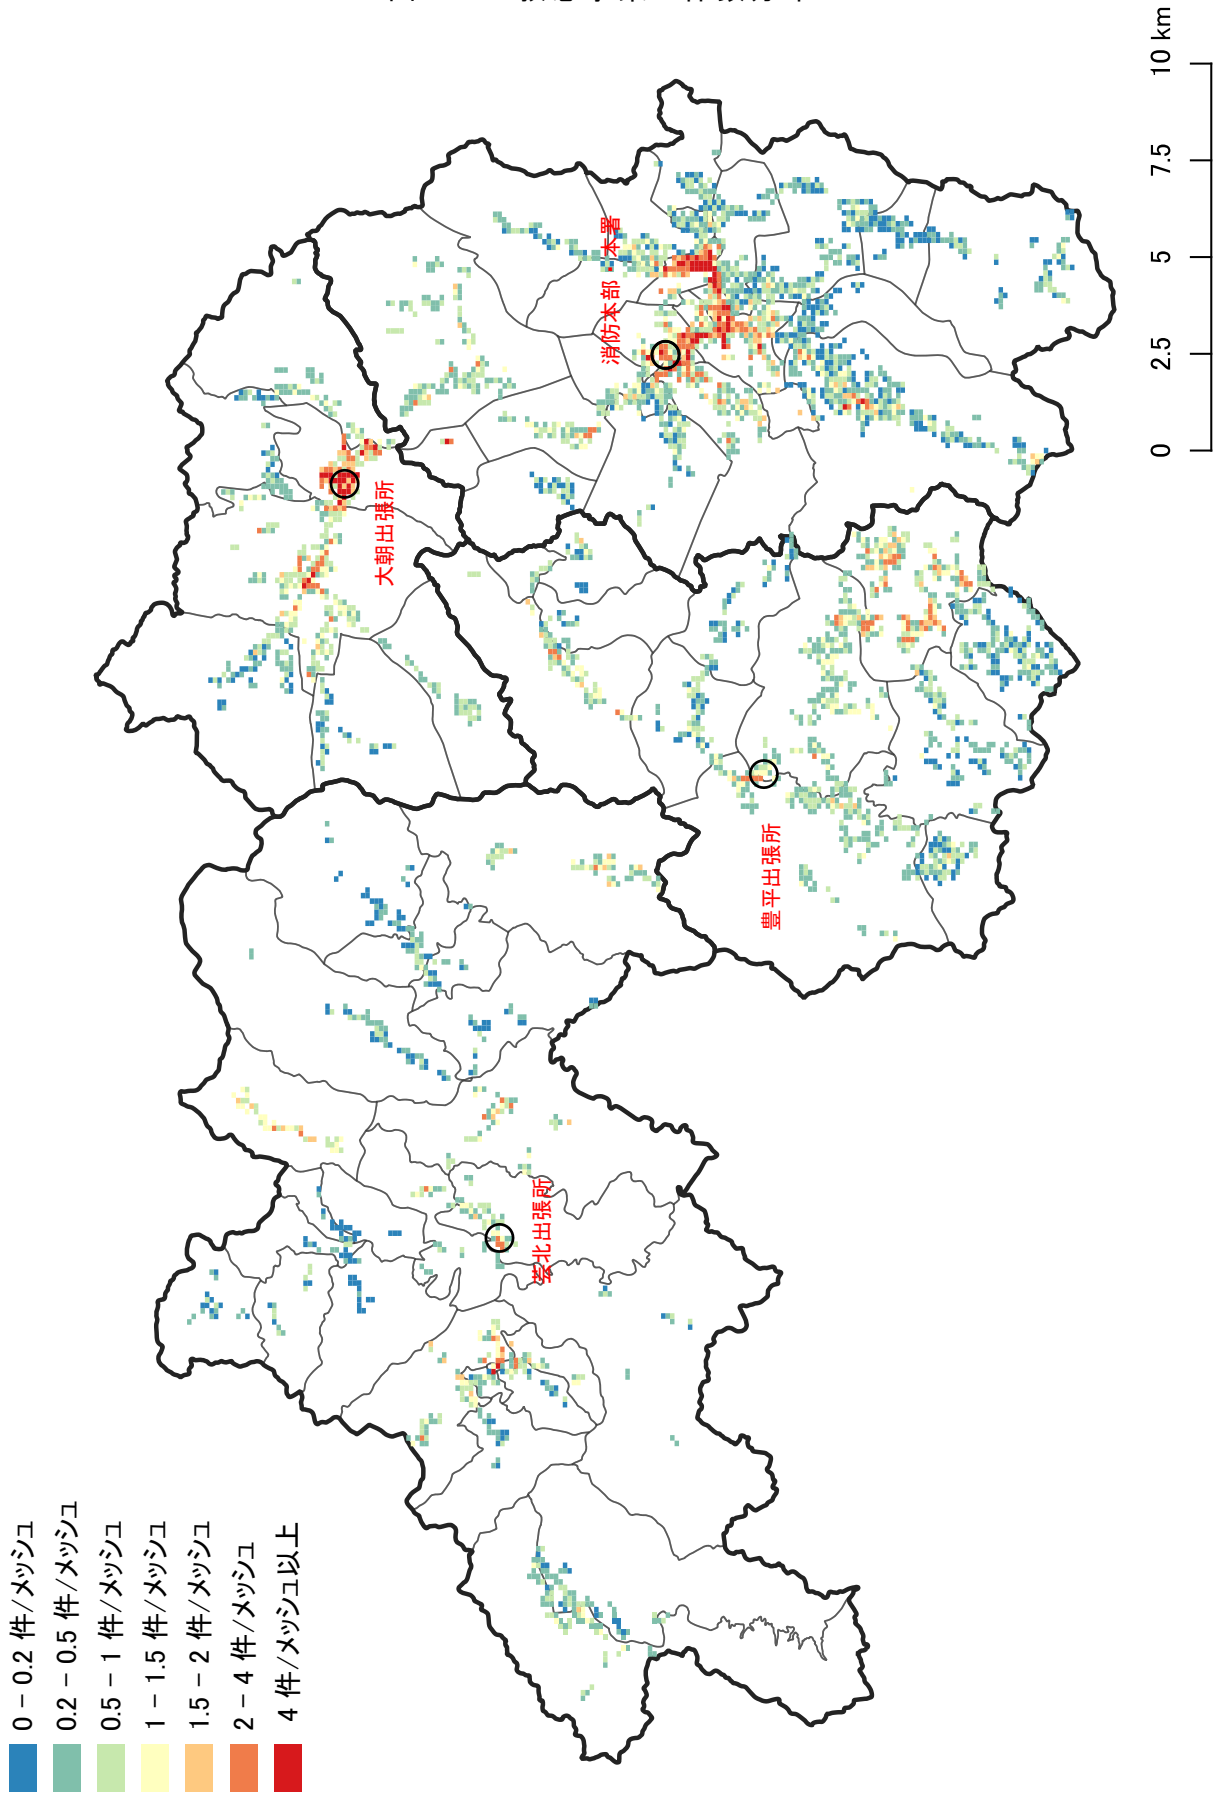 0 - 0.2 件/メッシュ
0.2 - 0.5 件/メッシュ
0.5 - 1 件/メッシュ
1 - 1.5 件/メッシュ
1.5 - 2 件/メッシュ
2 - 4 件/メッシュ
4 件/メッシュ以上
芸北出張所
豊平出張所
大朝出張所
消防本部・本署
0
2.5
5
7.5
10 km